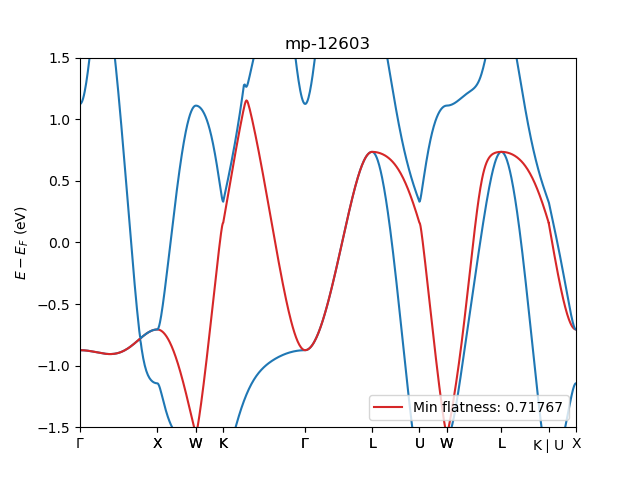 mp-12603
1.5
1.0
0.5
0.0
−0.5
−1.0
−1.5
E − E_F (eV)
Min flatness: 0.71767
Γ X W K Γ L U W L K | U X